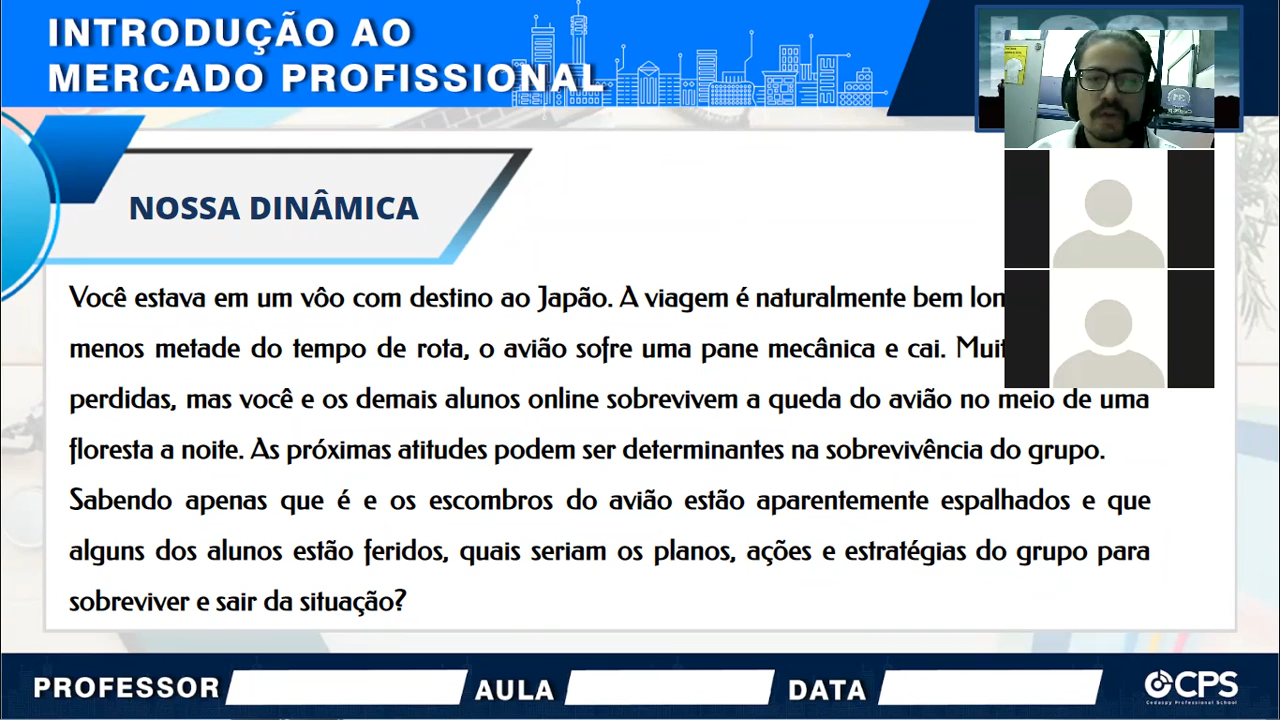 INTRODUÇÃO AO
MERCADO PROFISSIONAL
NOSSA DINÂMICA
Você estava em um vôo com destino ao Japão. A viagem é naturalmente bem
menos metade do tempo de rota, o avião sofre uma pane mecânica e cai.
perdidas, mas você e os demais alunos online sobrevivem a queda do avião no meio de uma
floresta a noite. As próximas atitudes podem ser determinantes na sobrevivência do grupo.
Sabendo apenas que é e os escombros do avião estão aparentemente espalhados e que
alguns dos alunos estão feridos, quais seriam os planos, ações e estratégias do grupo para
sobreviver e sair da situação?
PROFESSOR
AULA
DATA
CPS
Cedaspy Professional School